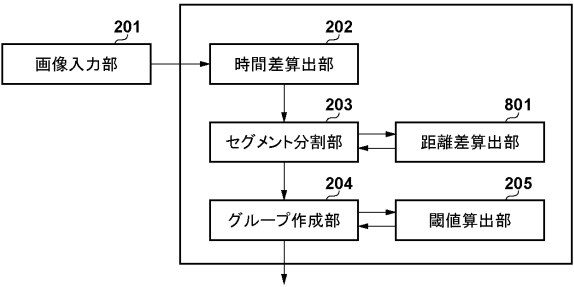 201
画像入力部
202
時間差算出部
203
セグメント分割部
801
距離差算出部
204
グループ作成部
205
閾値算出部